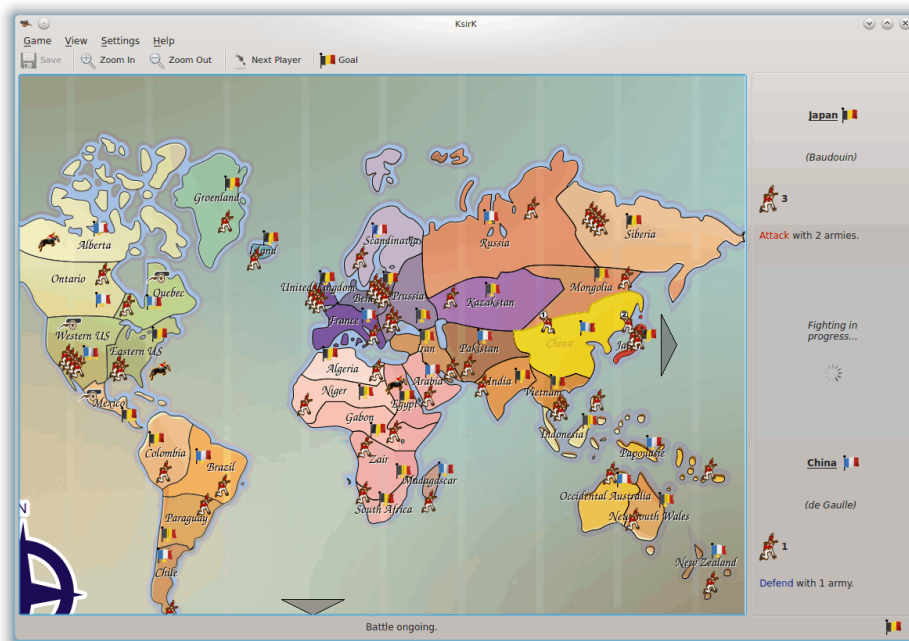 KsirK
Game View Settings Help
Save Zoom In Zoom Out Next Player Goal
Groenland
Alberta
Island
Scandinavia
Russia
Siberia
Ontario
Quebec
United Kingdom
Prussia
Kazakstan
Mongolia
France
Western US
Eastern US
China
1
2
Iran
Pakistan
Algeria
Arabia
India
Vietnam
Niger
Egypt
Mexico
Gabon
Indonesia
Colombia
Brazil
Zair
Papouasie
Madagascar
Occidental Australia
South Africa
New South Wales
Paraguay
N
Chile
New Zealand
Japan
(Baudouin)
3
Attack with 2 armies.
Fighting in
progress...
China
(de Gaulle)
1
Defend with 1 army.
Battle ongoing.